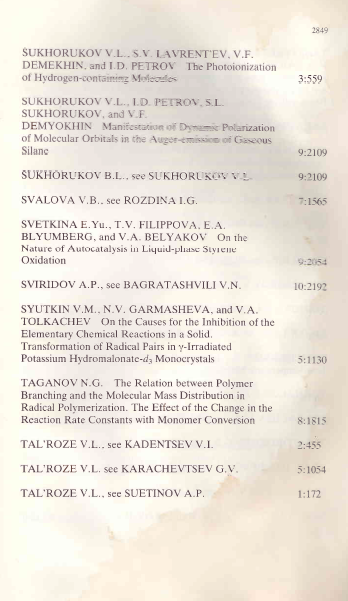 2849
SUKHORUKOV V.L., S.V. LAVRENT'EV, V.F.
DEMEKHIN, and I.D. PETROV The Photoionization
of Hydrogen-containing Molecules 3:559
SUKHORUKOV V.L., I.D. PETROV, S.L.
SUKHORUKOV, and V.F.
DEMYOKHIN Manifestation of Dynamic Polarization
of Molecular Orbitals in the Auger-emission of Gaseous
Silane 9:2109
SUKHORUKOV B.L., see SUKHORUKOV V.L. 9:2109
SVALOVA V.B., see ROZDINA I.G. 7:1565
SVETKINA E.Yu., T.V. FILIPPOVA, E.A.
BLYUMBERG, and V.A. BELYAKOV On the
Nature of Autocatalysis in Liquid-phase Styrene
Oxidation 9:2054
SVIRIDOV A.P., see BAGRATASHVILI V.N. 10:2192
SYUTKIN V.M., N.V. GARMASHEVA, and V.A.
TOLKACHEV On the Causes for the Inhibition of the
Elementary Chemical Reactions in a Solid.
Transformation of Radical Pairs in γ-Irradiated
Potassium Hydromalonate-d₃ Monocrystals 5:1130
TAGANOV N.G. The Relation between Polymer
Branching and the Molecular Mass Distribution in
Radical Polymerization. The Effect of the Change in the
Reaction Rate Constants with Monomer Conversion 8:1815
TAL'ROZE V.L., see KADENTSEV V.I. 2:455
TAL'ROZE V.L. see KARACHEVTSEV G.V. 5:1054
TAL'ROZE V.L., see SUETINOV A.P. 1:172